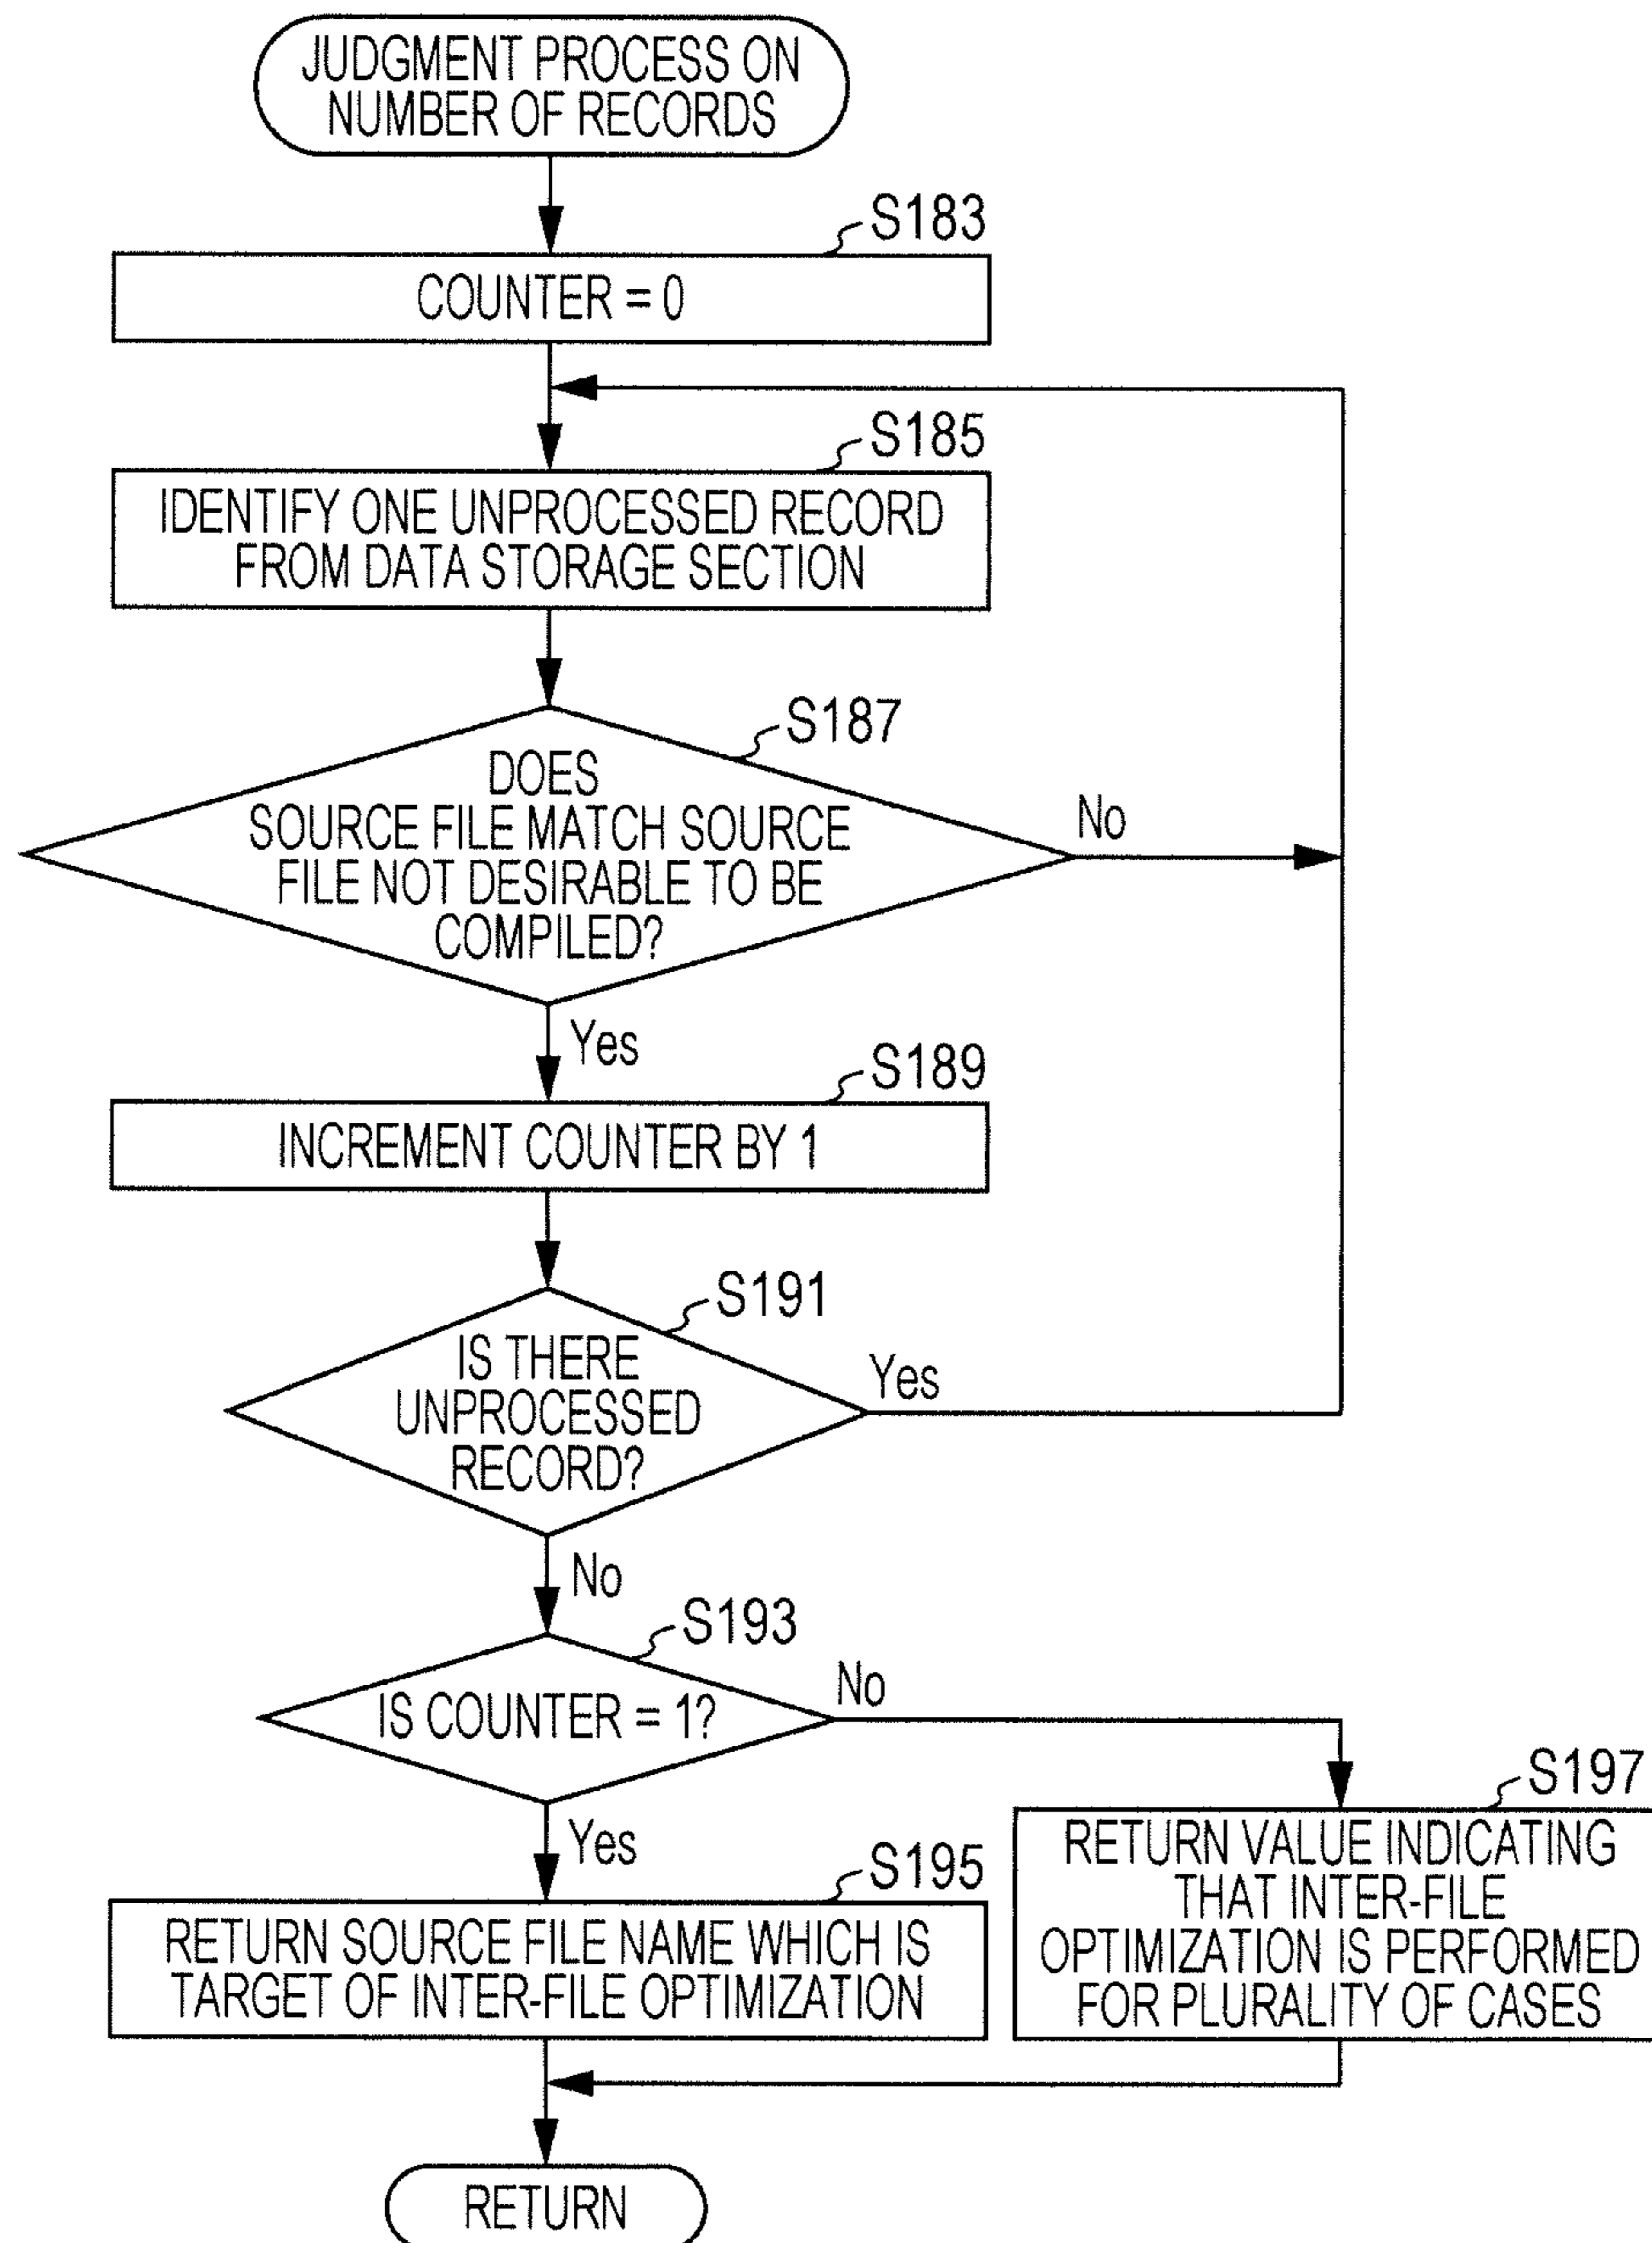 JUDGMENT PROCESS ON
NUMBER OF RECORDS
S183
COUNTER = 0
S185
IDENTIFY ONE UNPROCESSED RECORD
FROM DATA STORAGE SECTION
S187
DOES
SOURCE FILE MATCH SOURCE
FILE NOT DESIRABLE TO BE
COMPILED?
No
Yes
S189
INCREMENT COUNTER BY 1
S191
IS THERE
UNPROCESSED
RECORD?
Yes
No
S193
IS COUNTER = 1?
No
Yes
S195
RETURN SOURCE FILE NAME WHICH IS
TARGET OF INTER-FILE OPTIMIZATION
S197
RETURN VALUE INDICATING
THAT INTER-FILE
OPTIMIZATION IS PERFORMED
FOR PLURALITY OF CASES
RETURN